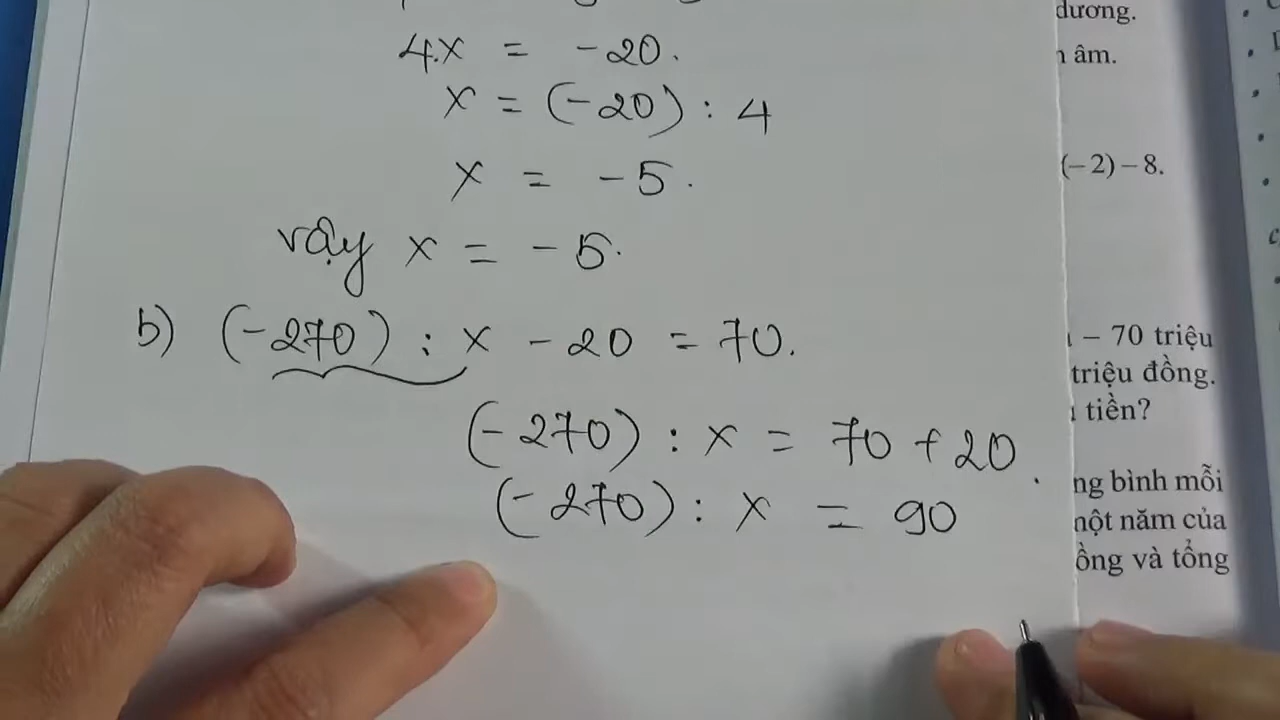 4.x = -20.
x = (-20) : 4
x = -5.
vậy x = -5.
b) (-270) : x - 20 = 70.
(-270) : x = 70 + 20.
(-270) : x = 90
dương.
âm.
(–2) – 8.
– 70 triệu
triệu đồng.
tiền?
ng bình mỗi
một năm của
ồng và tổng